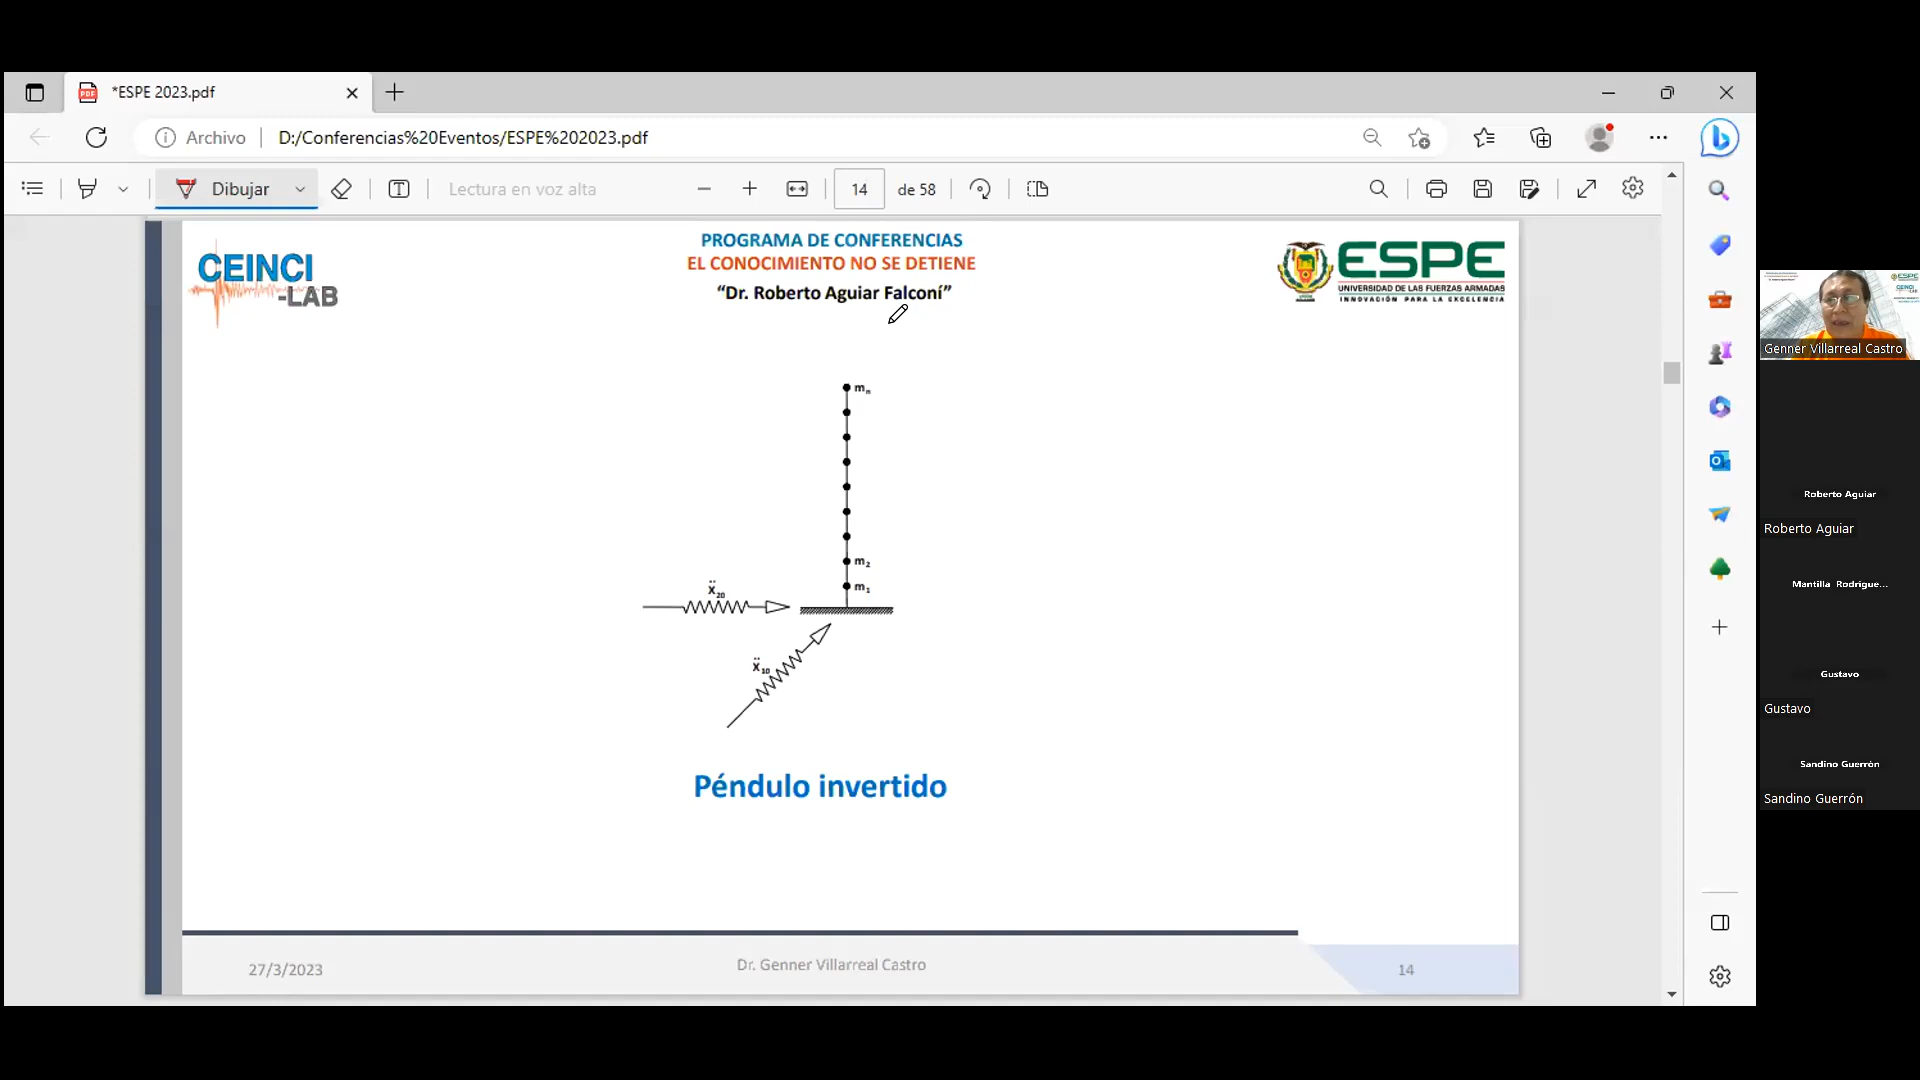 *ESPE 2023.pdf
Archivo
D:/Conferencias%20Eventos/ESPE%202023.pdf
Dibujar
Lectura en voz alta
14
de 58
CEINCI
-LAB
PROGRAMA DE CONFERENCIAS
EL CONOCIMIENTO NO SE DETIENE
“Dr. Roberto Aguiar Falconí”
ESPE
UNIVERSIDAD DE LAS FUERZAS ARMADAS
INNOVACIÓN PARA LA EXCELENCIA
mn
m2
m1
ẍ20
ẍ10
Péndulo invertido
27/3/2023
Dr. Genner Villarreal Castro
14
Genner Villarreal Castro
Roberto Aguiar
Roberto Aguiar
Mantilla Rodrigue...
Gustavo
Gustavo
Sandino Guerrón
Sandino Guerrón